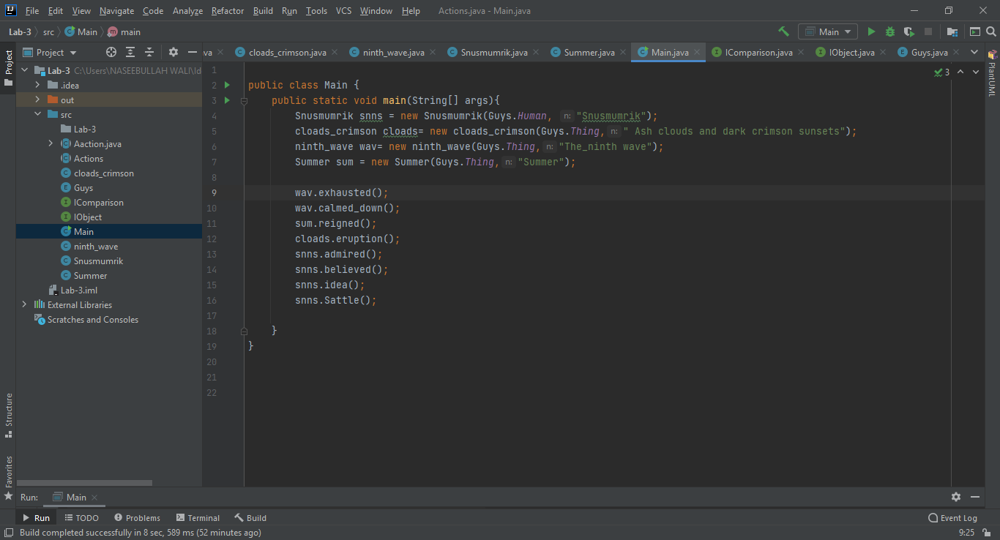 IJ File Edit View Navigate Code Analyze Refactor Build Run Tools VCS Window Help Actions.java - Main.java
Lab-3 src Main main Main
Project Project va cloads_crimson.java ninth_wave.java Snusmumrik.java Summer.java Main.java IComparison.java IObject.java Guys.java
PlantUML
Lab-3 C:\Users\NASEEBULLAH WALI\Id
.idea
out
src
Lab-3
Aaction.java
Actions
cloads_crimson
Guys
IComparison
IObject
Main
ninth_wave
Snusmumrik
Summer
Lab-3.iml
External Libraries
Scratches and Consoles
3
1
2 public class Main {
3 public static void main(String[] args){
4 Snusmumrik snns = new Snusmumrik(Guys.Human, n: "Snusmumrik");
5 cloads_crimson cloads= new cloads_crimson(Guys.Thing, n: " Ash clouds and dark crimson sunsets");
6 ninth_wave wav= new ninth_wave(Guys.Thing, n: "The_ninth wave");
7 Summer sum = new Summer(Guys.Thing, n: "Summer");
8
9 wav.exhausted();
10 wav.calmed_down();
11 sum.reigned();
12 cloads.eruption();
13 snns.admired();
14 snns.believed();
15 snns.idea();
16 snns.Sattle();
17
18 }
19 }
20
21
22
Structure
Favorites
Run: Main
Run TODO Problems Terminal Build Event Log
Build completed successfully in 8 sec, 589 ms (52 minutes ago) 9:25